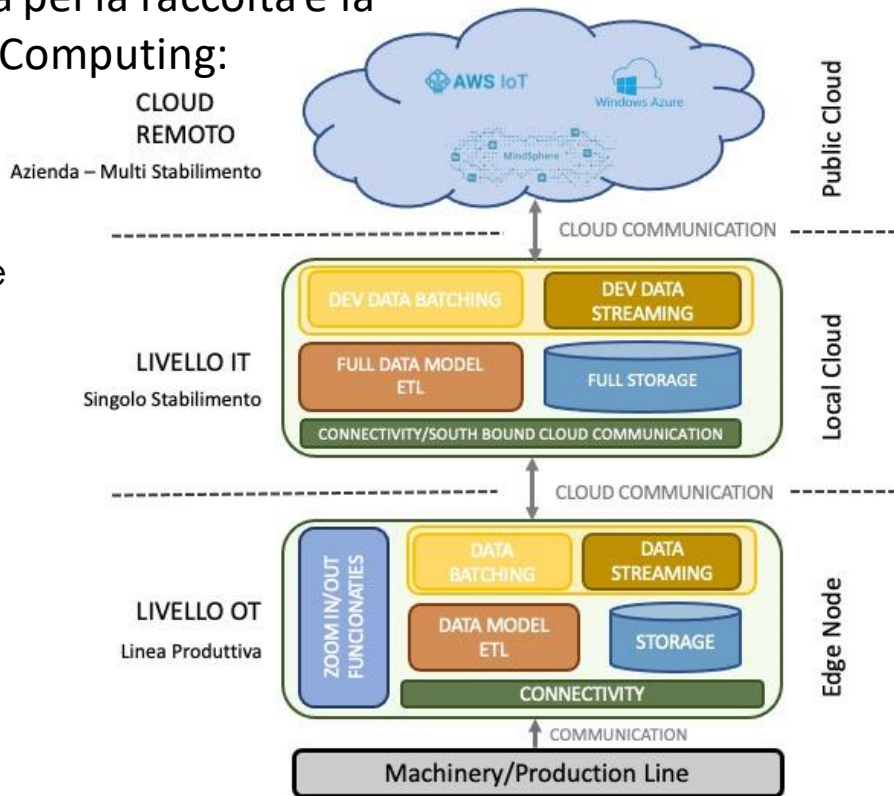 a per la raccolta e la
Computing:
CLOUD
REMOTO
Azienda – Multi Stabilimento
AWS IoT
Windows Azure
MindSphere
Public Cloud
CLOUD COMMUNICATION
e
LIVELLO IT
Singolo Stabilimento
DEV DATA BATCHING
DEV DATA
STREAMING
FULL DATA MODEL
ETL
FULL STORAGE
CONNECTIVITY/SOUTH BOUND CLOUD COMMUNICATION
Local Cloud
CLOUD COMMUNICATION
LIVELLO OT
Linea Produttiva
ZOOM IN/OUT
FUNCIONATIES
DATA
BATCHING
DATA
STREAMING
DATA MODEL
ETL
STORAGE
CONNECTIVITY
Edge Node
COMMUNICATION
Machinery/Production Line